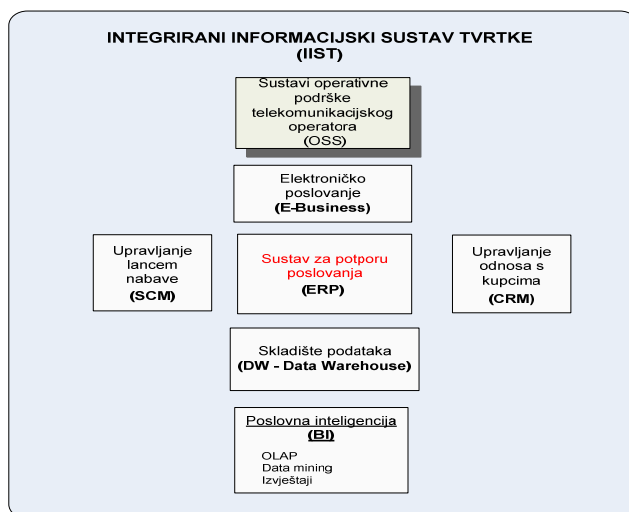 INTEGRIRANI INFORMACIJSKI SUSTAV TVRTKE
(IIST)
Sustavi operativne
podrške
telekomunikacijskog
operatora
(OSS)
Elektroničko
poslovanje
(E-Business)
Upravljanje
lancem
nabave
(SCM)
Sustav za potporu
poslovanja
(ERP)
Upravljanje
odnosa s
kupcima
(CRM)
Skladište podataka
(DW - Data Warehouse)
Poslovna inteligencija
(BI)
OLAP
Data mining
Izvještaji